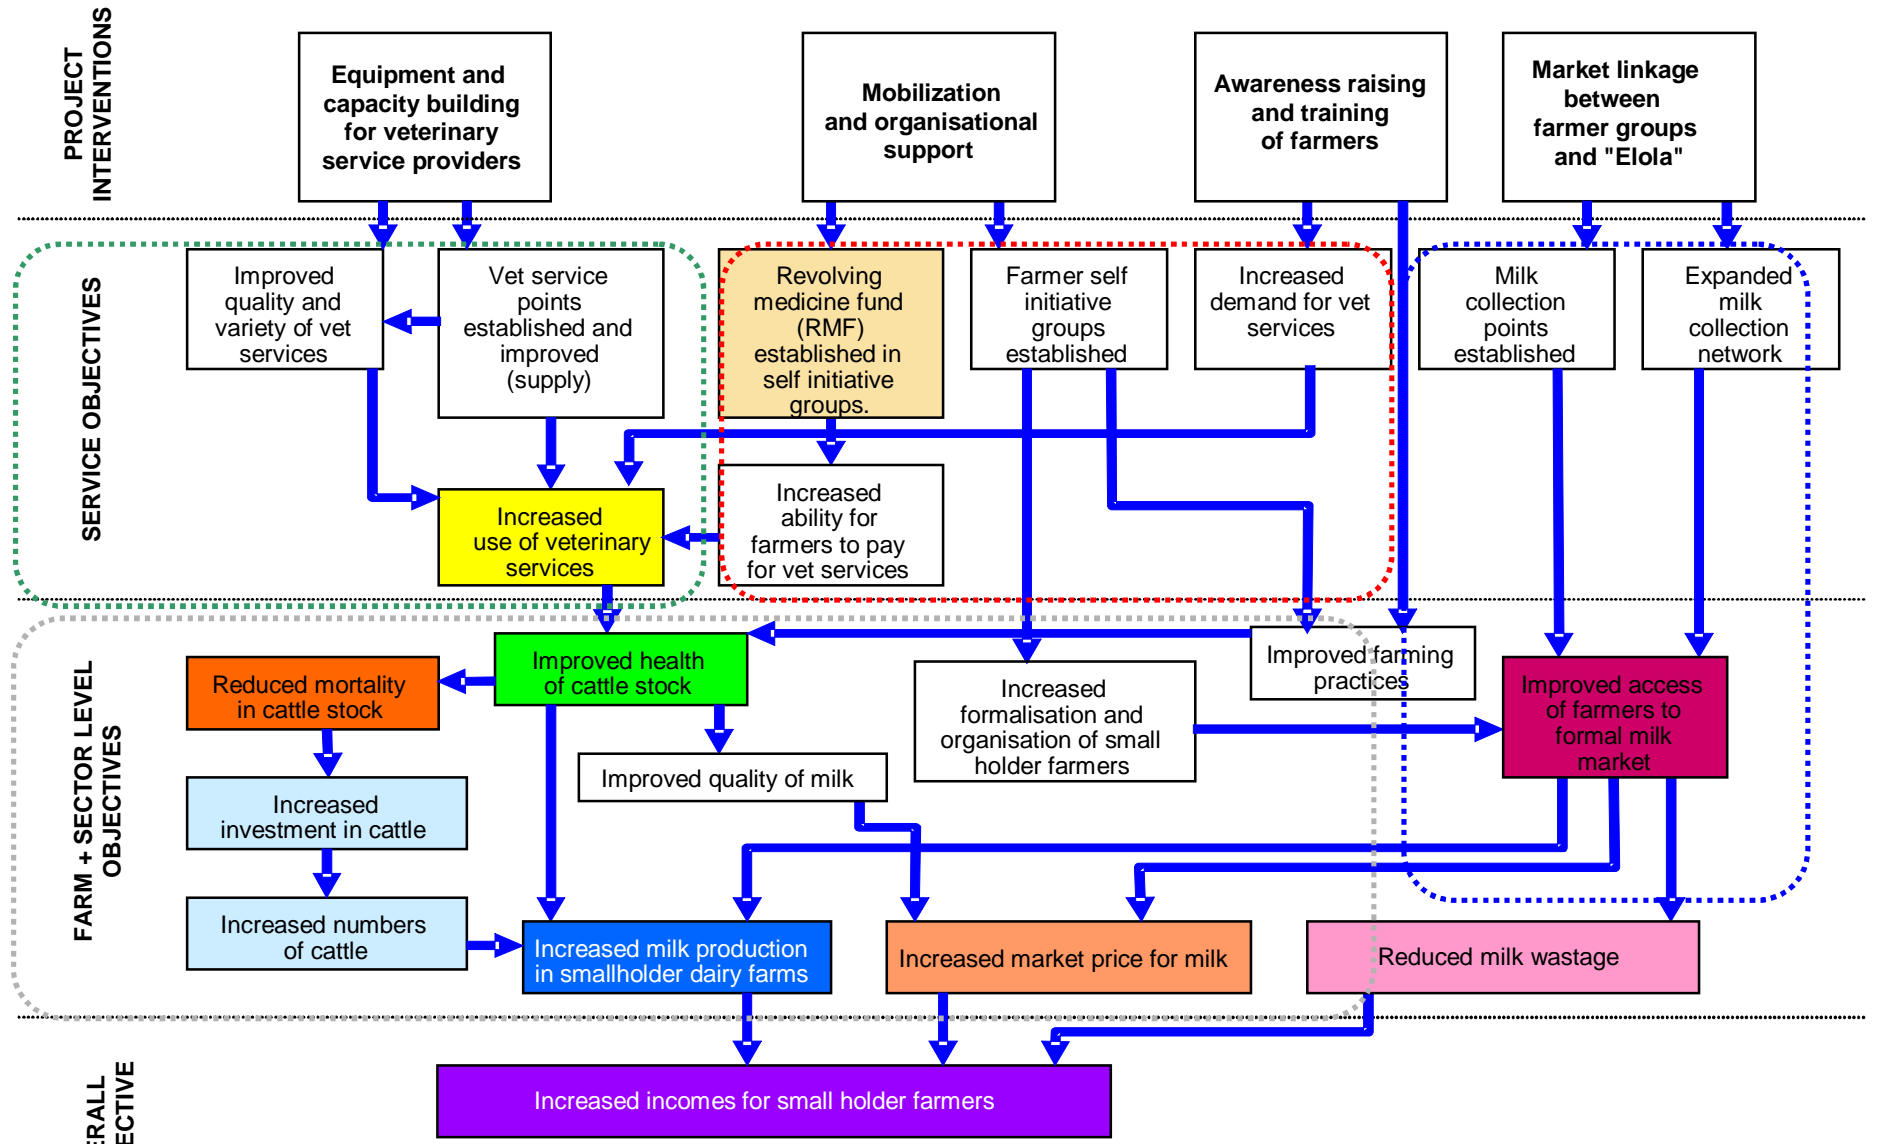 PROJECT
INTERVENTIONS
Equipment and
capacity building
for veterinary
service providers
Mobilization
and organisational
support
Awareness raising
and training
of farmers
Market linkage
between
farmer groups
and "Elola"
SERVICE OBJECTIVES
Improved
quality and
variety of vet
services
Vet service
points
established and
improved
(supply)
Revolving
medicine fund
(RMF)
established in
self initiative
groups.
Farmer self
initiative
groups
established
Increased
demand for vet
services
Milk
collection
points
established
Expanded
milk
collection
network
Increased
use of veterinary
services
Increased
ability for
farmers to pay
for vet services
FARM + SECTOR LEVEL
OBJECTIVES
Reduced mortality
in cattle stock
Improved health
of cattle stock
Increased
formalisation and
organisation of small
holder farmers
Improved farming
practices
Improved access
of farmers to
formal milk
market
Increased
investment in cattle
Improved quality of milk
Increased numbers
of cattle
Increased milk production
in smallholder dairy farms
Increased market price for milk
Reduced milk wastage
ERALL
ECTIVE
Increased incomes for small holder farmers